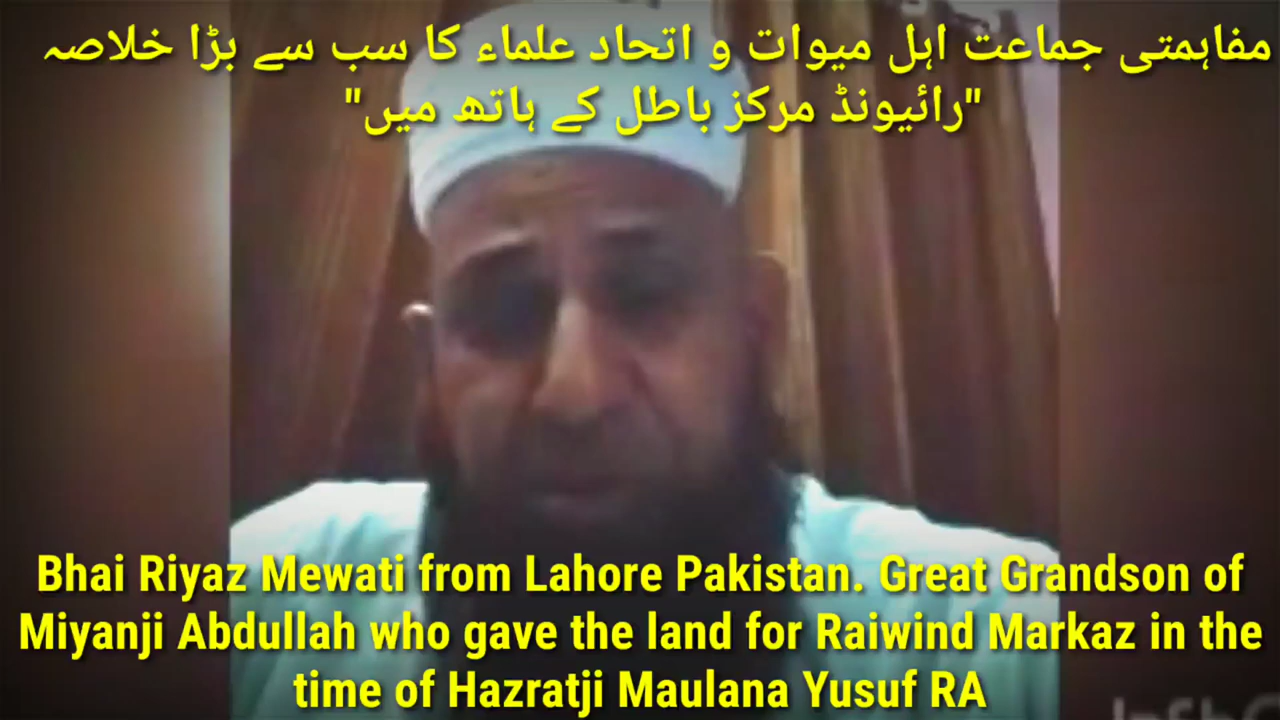 مفاہمتی جماعت اہل میوات و اتحاد علماء کا سب سے بڑا خلاصہ
"رائیونڈ مرکز باطل کے ہاتھ میں"
Bhai Riyaz Mewati from Lahore Pakistan. Great Grandson of
Miyanji Abdullah who gave the land for Raiwind Markaz in the
time of Hazratji Maulana Yusuf RA